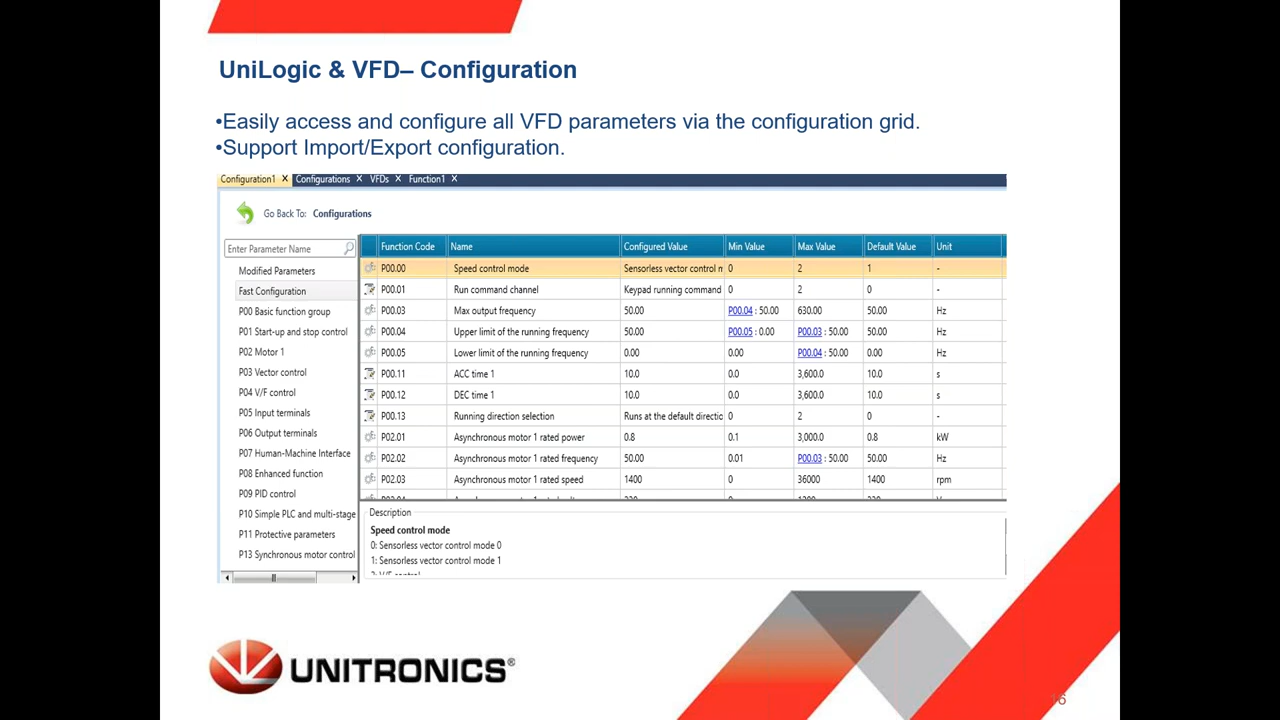 UniLogic & VFD– Configuration
•Easily access and configure all VFD parameters via the configuration grid.
•Support Import/Export configuration.
Configuration1 X Configurations X VFDs X Function1 X
Go Back To: Configurations
Enter Parameter Name
Modified Parameters
Fast Configuration
P00 Basic function group
P01 Start-up and stop control
P02 Motor 1
P03 Vector control
P04 V/F control
P05 Input terminals
P06 Output terminals
P07 Human-Machine Interface
P08 Enhanced function
P09 PID control
P10 Simple PLC and multi-stage
P11 Protective parameters
P13 Synchronous motor control
Function Code Name Configured Value Min Value Max Value Default Value Unit
P00.00 Speed control mode Sensorless vector control 0 2 1 -
P00.01 Run command channel Keypad running command 0 2 0 -
P00.03 Max output frequency 50.00 P00.04 : 50.00 630.00 50.00 Hz
P00.04 Upper limit of the running frequency 50.00 P00.05 : 0.00 P00.03 : 50.00 50.00 Hz
P00.05 Lower limit of the running frequency 0.00 0.00 P00.04 : 50.00 0.00 Hz
P00.11 ACC time 1 10.0 0.0 3,600.0 10.0 s
P00.12 DEC time 1 10.0 0.0 3,600.0 10.0 s
P00.13 Running direction selection Runs at the default directic 0 2 0 -
P02.01 Asynchronous motor 1 rated power 0.8 0.1 3,000.0 0.8 kW
P02.02 Asynchronous motor 1 rated frequency 50.00 0.01 P00.03 : 50.00 50.00 Hz
P02.03 Asynchronous motor 1 rated speed 1400 0 36000 1400 rpm
Description
Speed control mode
0: Sensorless vector control mode 0
1: Sensorless vector control mode 1
UNITRONICS®
16